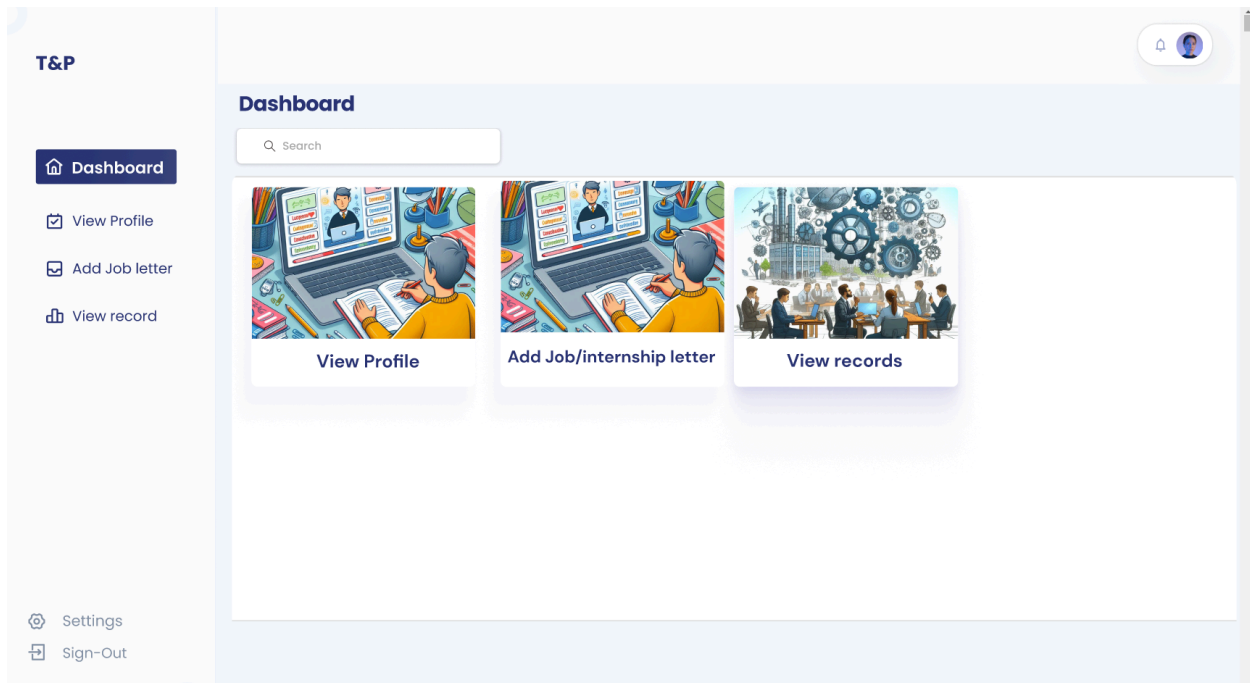 T&P
Dashboard
View Profile
Add Job letter
View record
Settings
Sign-Out
Dashboard
Search
View Profile
Add Job/internship letter
View records